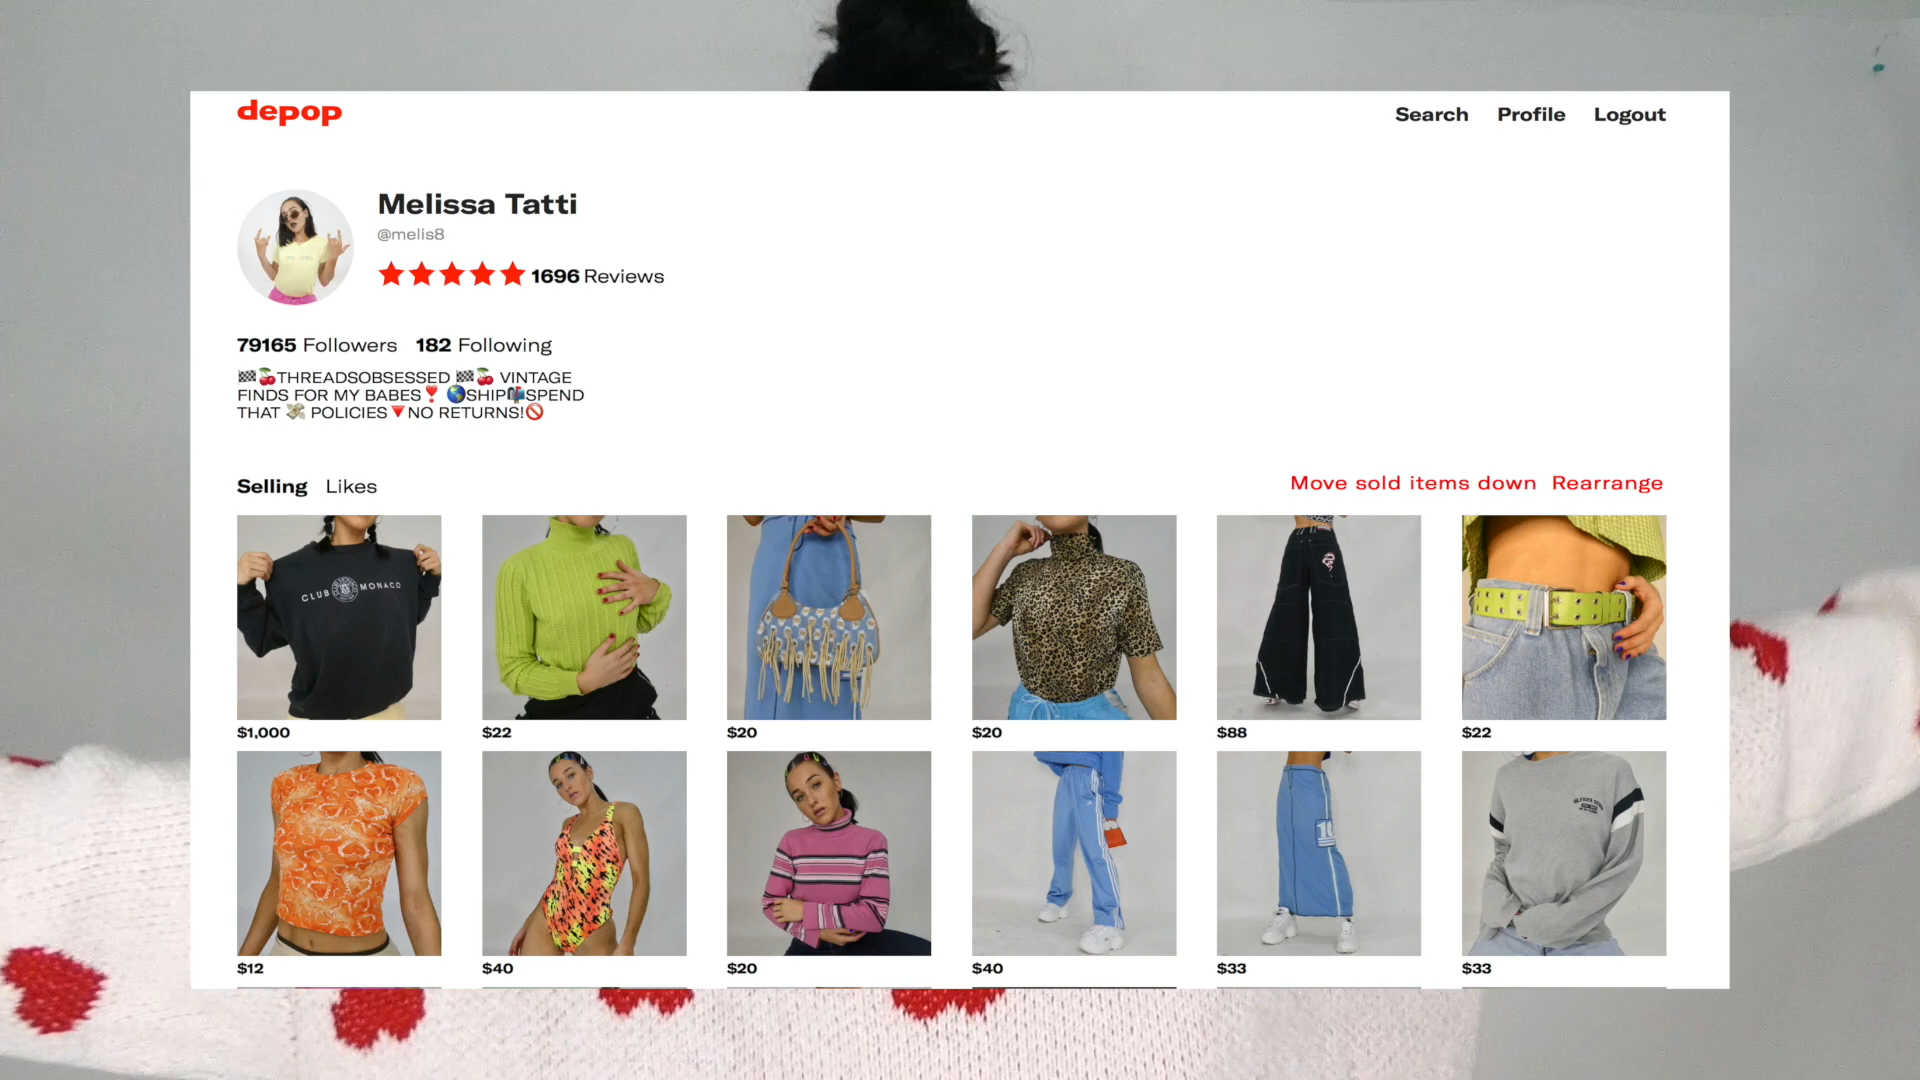 depop
Search Profile Logout
Melissa Tatti
@melis8
1696 Reviews
79165 Followers 182 Following
🏁🍒THREADSOBSESSED 🏁🍒 VINTAGE
FINDS FOR MY BABES❣️ 🌎SHIP📬SPEND
THAT 💸 POLICIES🔻NO RETURNS!🚫
Selling Likes
Move sold items down Rearrange
CLUB MONACO
$1,000 $22 $20 $20 $88 $22
$12 $40 $20 $40 $33 $33